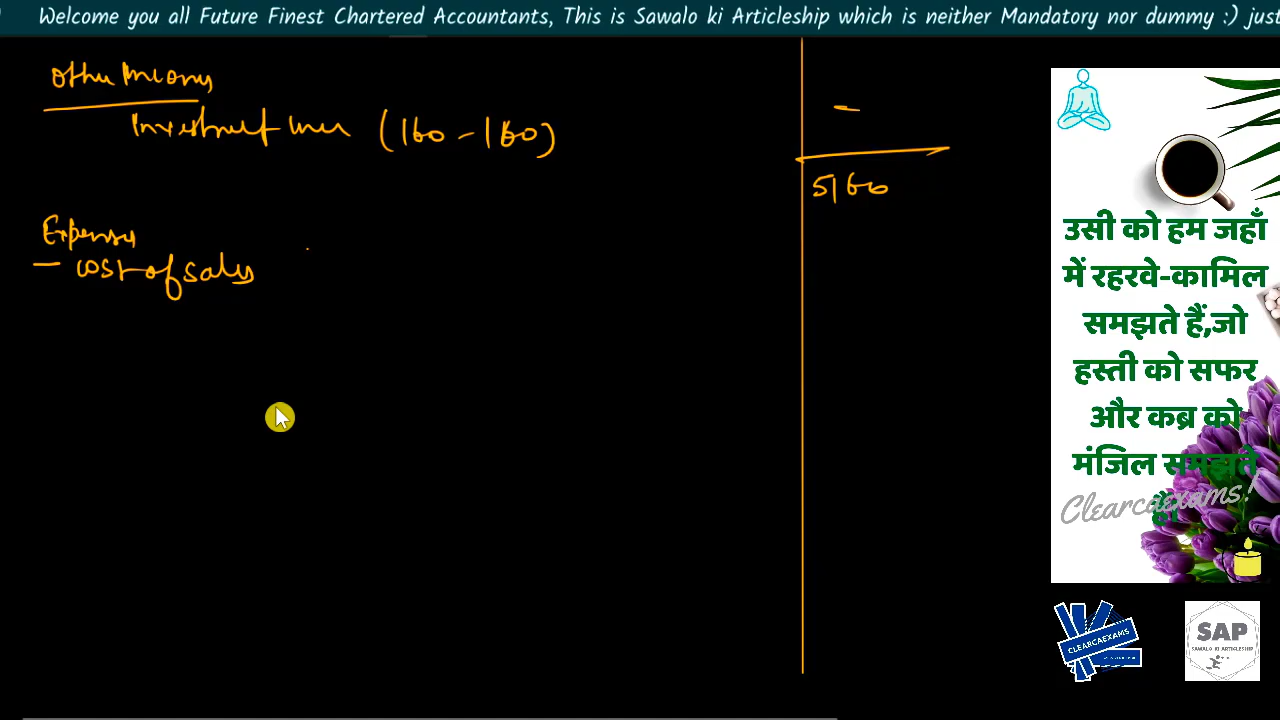 Welcome you all Future Finest Chartered Accountants, This is Sawalo ki Articleship which is neither Mandatory nor dummy :) just
Other Incomes
Investment Income (160 - 160)
-
5160
Expenses
- Cost of sales
उसी को हम जहाँ
में रहरवे-कामिल
समझते हैं,जो
हस्ती को सफर
और कब्र को
मंजिल समझते
है।
Clearcaexams!
CLEARCAEXAMS
SAP
SAWALO KI ARTICLESHIP